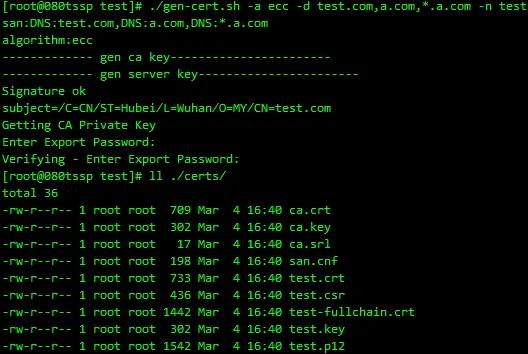 [root@080tssp test]# ./gen-cert.sh -a ecc -d test.com,a.com,*.a.com -n test
san:DNS:test.com,DNS:a.com,DNS:*.a.com
algorithm:ecc
------------- gen ca key-----------------------
------------- gen server key-----------------------
Signature ok
subject=/C=CN/ST=Hubei/L=Wuhan/O=MY/CN=test.com
Getting CA Private Key
Enter Export Password:
Verifying - Enter Export Password:
[root@080tssp test]# ll ./certs/
total 36
-rw-r--r-- 1 root root  709 Mar  4 16:40 ca.crt
-rw-r--r-- 1 root root  302 Mar  4 16:40 ca.key
-rw-r--r-- 1 root root   17 Mar  4 16:40 ca.srl
-rw-r--r-- 1 root root  198 Mar  4 16:40 san.cnf
-rw-r--r-- 1 root root  733 Mar  4 16:40 test.crt
-rw-r--r-- 1 root root  436 Mar  4 16:40 test.csr
-rw-r--r-- 1 root root 1442 Mar  4 16:40 test-fullchain.crt
-rw-r--r-- 1 root root  302 Mar  4 16:40 test.key
-rw-r--r-- 1 root root 1542 Mar  4 16:40 test.p12